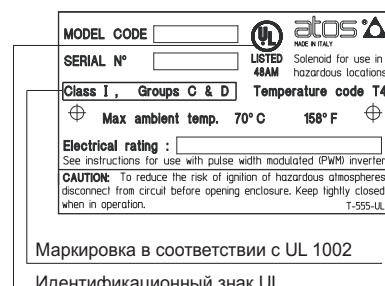 MODEL CODE
UL
atos
MADE IN ITALY
SERIAL N°
LISTED
48AM
Solenoid for use in
hazardous locations
Class I, Groups C & D
Temperature code T4
Max ambient temp. 70°C 158°F
Electrical rating :
See instructions for use with pulse width modulated (PWM) inverter
CAUTION: To reduce the risk of ignition of hazardous atmospheres
disconnect from circuit before opening enclosure. Keep tightly closed
when in operation.
T-555-UL
Маркировка в соответствии с UL 1002
Идентификационный знак UL